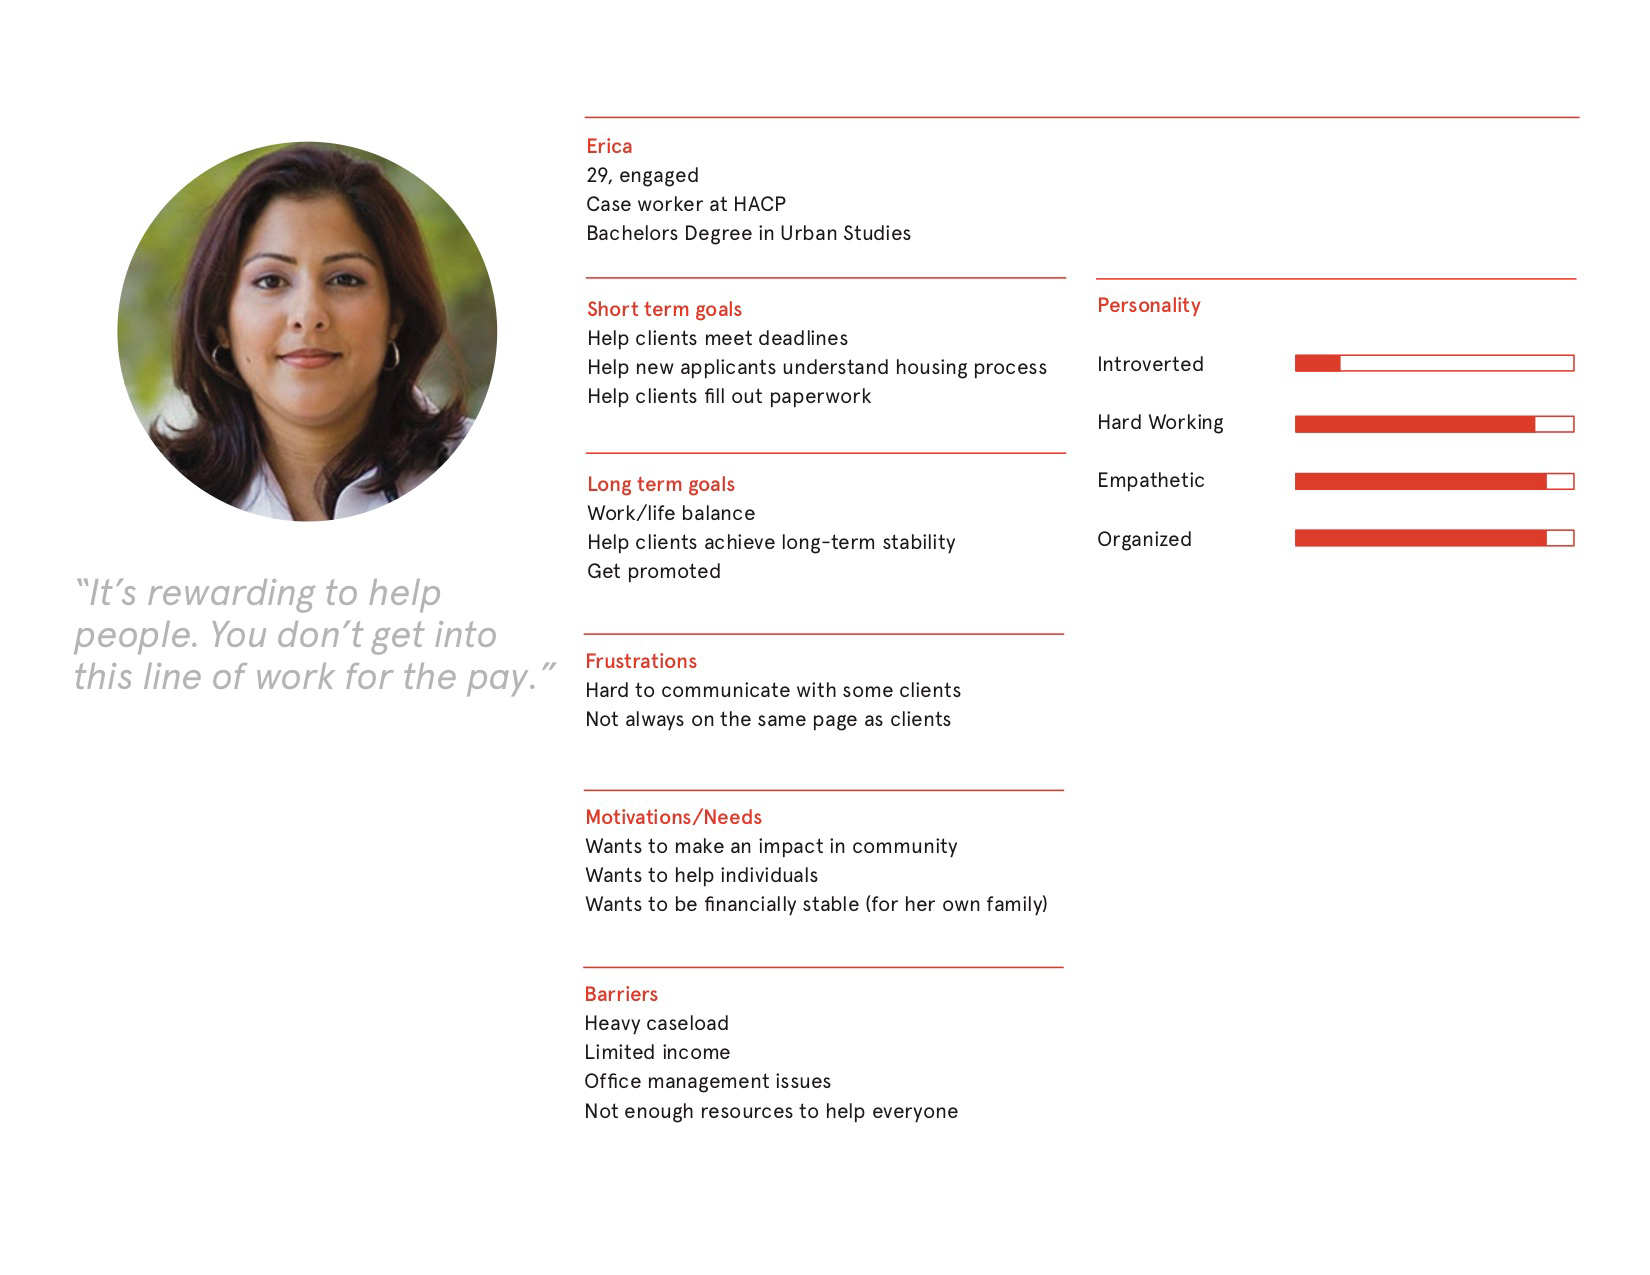 “It’s rewarding to help
people. You don’t get into
this line of work for the pay.”
Erica
29, engaged
Case worker at HACP
Bachelors Degree in Urban Studies
Short term goals
Help clients meet deadlines
Help new applicants understand housing process
Help clients fill out paperwork
Long term goals
Work/life balance
Help clients achieve long-term stability
Get promoted
Frustrations
Hard to communicate with some clients
Not always on the same page as clients
Motivations/Needs
Wants to make an impact in community
Wants to help individuals
Wants to be financially stable (for her own family)
Barriers
Heavy caseload
Limited income
Office management issues
Not enough resources to help everyone
Personality
Introverted
Hard Working
Empathetic
Organized